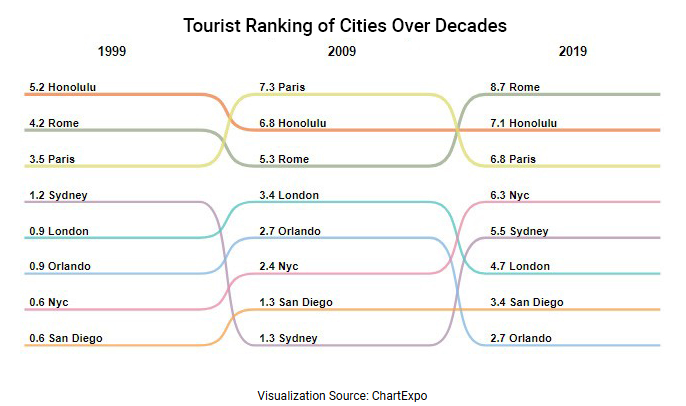 Tourist Ranking of Cities Over Decades
1999 2009 2019
5.2 Honolulu 7.3 Paris 8.7 Rome
4.2 Rome 6.8 Honolulu 7.1 Honolulu
3.5 Paris 5.3 Rome 6.8 Paris
1.2 Sydney 3.4 London 6.3 Nyc
0.9 London 2.7 Orlando 5.5 Sydney
0.9 Orlando 2.4 Nyc 4.7 London
0.6 Nyc 1.3 San Diego 3.4 San Diego
0.6 San Diego 1.3 Sydney 2.7 Orlando
Visualization Source: ChartExpo